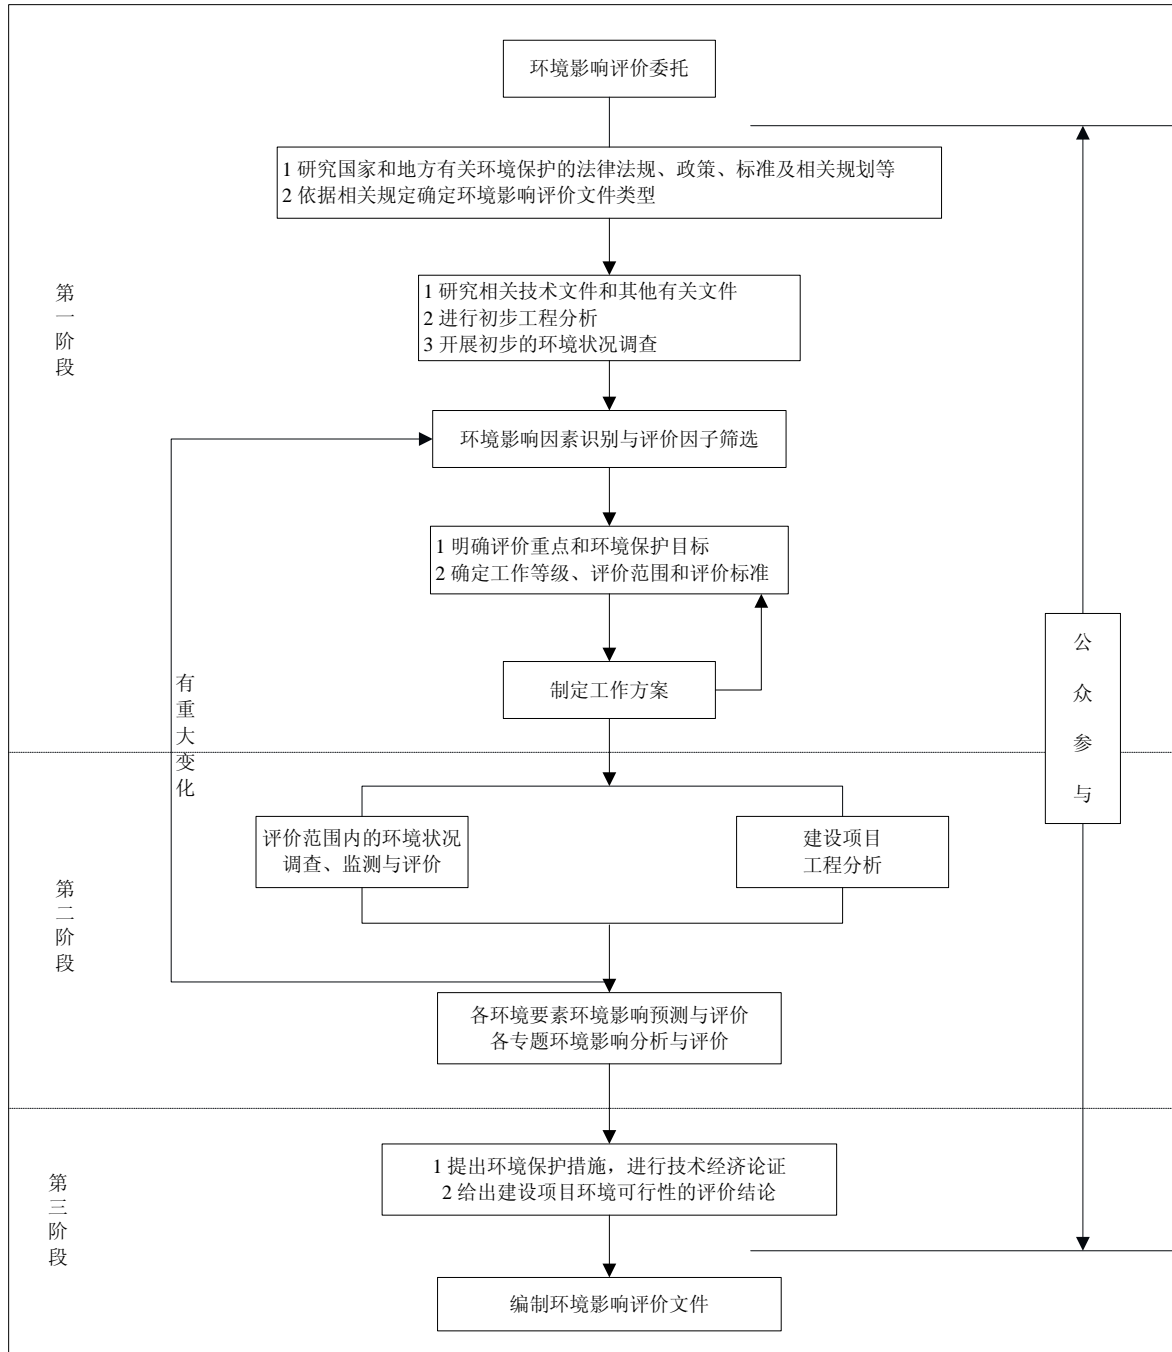 环境影响评价委托
1 研究国家和地方有关环境保护的法律法规、政策、标准及相关规划等
2 依据相关规定确定环境影响评价文件类型
第一阶段
1 研究相关技术文件和其他有关文件
2 进行初步工程分析
3 开展初步的环境状况调查
环境影响因素识别与评价因子筛选
1 明确评价重点和环境保护目标
2 确定工作等级、评价范围和评价标准
制定工作方案
有重大变化
公众参与
评价范围内的环境状况
调查、监测与评价
建设项目
工程分析
第二阶段
各环境要素环境影响预测与评价
各专题环境影响分析与评价
第三阶段
1 提出环境保护措施，进行技术经济论证
2 给出建设项目环境可行性的评价结论
编制环境影响评价文件